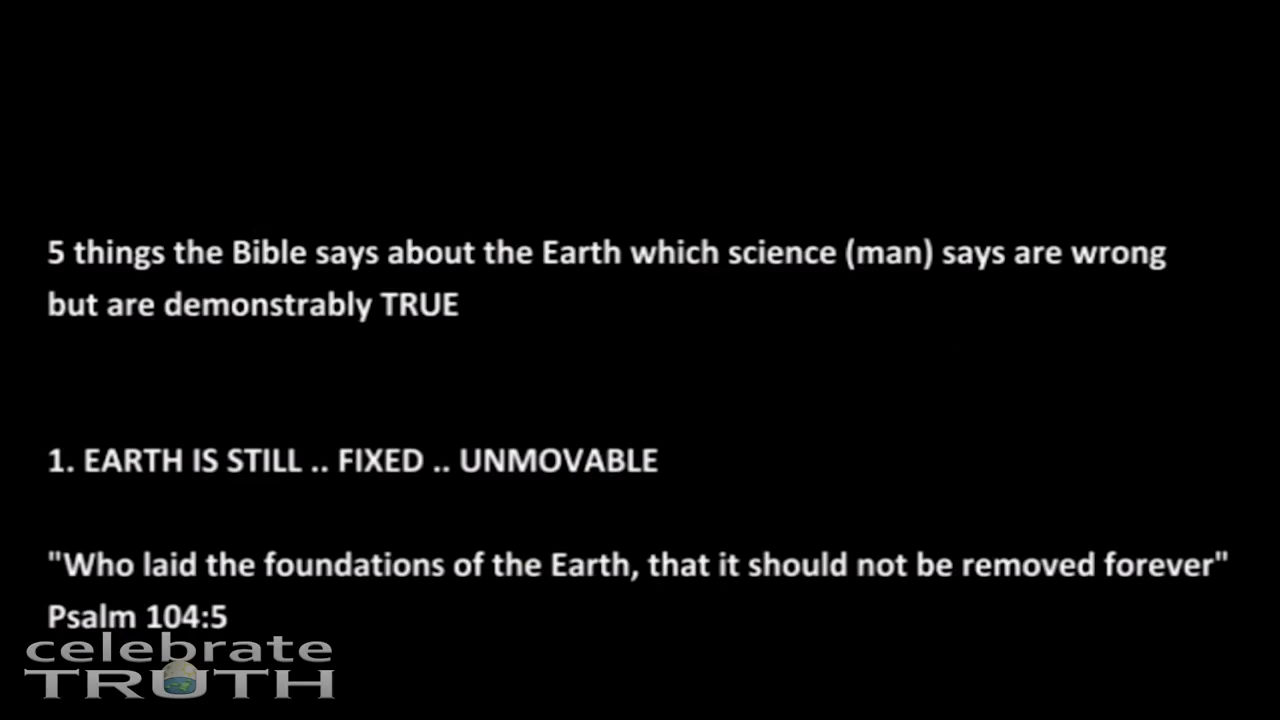 5 things the Bible says about the Earth which science (man) says are wrong
but are demonstrably TRUE
1. EARTH IS STILL .. FIXED .. UNMOVABLE
"Who laid the foundations of the Earth, that it should not be removed forever"
Psalm 104:5
celebrate
TRUTH